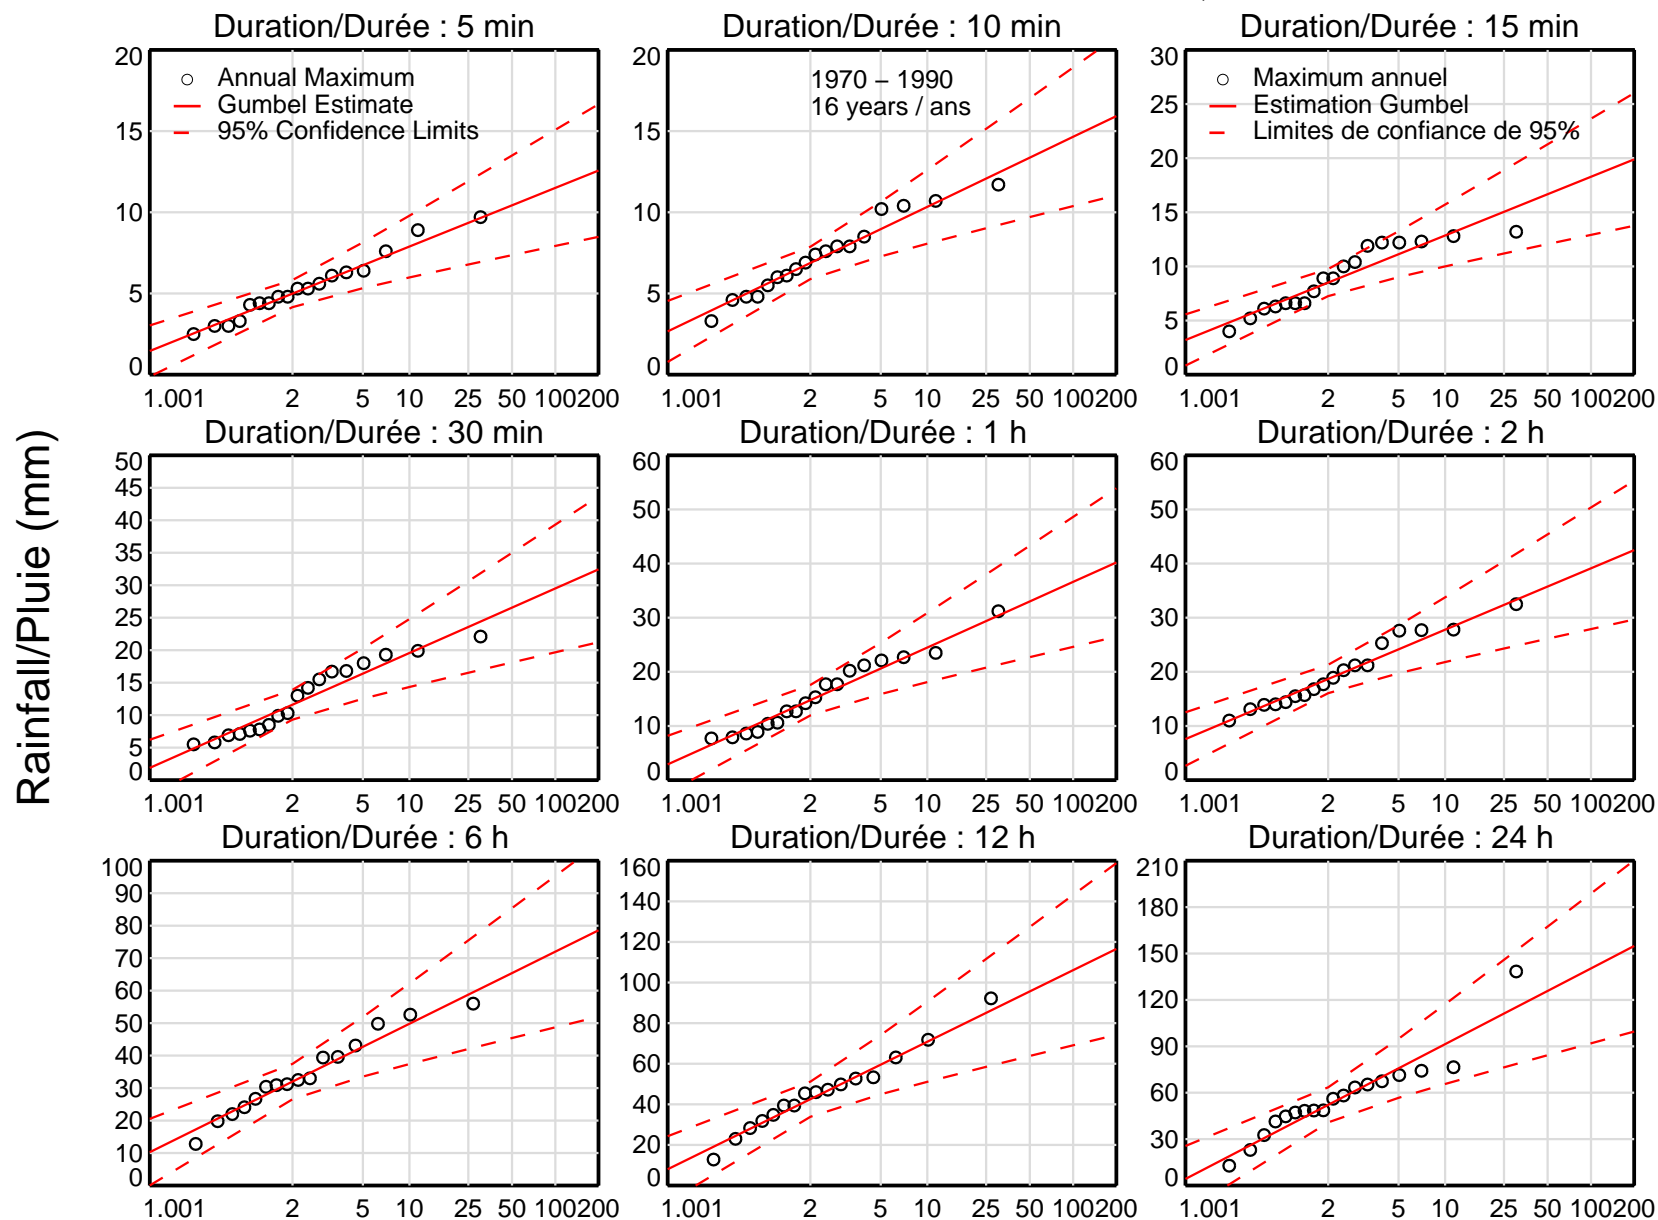 Duration/Durée : 5 min
20
15
10
5
0
○ Annual Maximum
Gumbel Estimate
95% Confidence Limits
1.001 2 5 10 25 50 100200
Duration/Durée : 10 min
20
15
10
5
0
1970 – 1990
16 years / ans
1.001 2 5 10 25 50 100200
Duration/Durée : 15 min
30
25
20
15
10
5
0
○ Maximum annuel
Estimation Gumbel
Limites de confiance de 95%
1.001 2 5 10 25 50 100200
Rainfall/Pluie (mm)
Duration/Durée : 30 min
50
45
40
35
30
25
20
15
10
5
0
1.001 2 5 10 25 50 100200
Duration/Durée : 1 h
60
50
40
30
20
10
0
1.001 2 5 10 25 50 100200
Duration/Durée : 2 h
60
50
40
30
20
10
0
1.001 2 5 10 25 50 100200
Duration/Durée : 6 h
100
90
80
70
60
50
40
30
20
10
0
1.001 2 5 10 25 50 100200
Duration/Durée : 12 h
160
140
120
100
80
60
40
20
0
1.001 2 5 10 25 50 100200
Duration/Durée : 24 h
210
180
150
120
90
60
30
0
1.001 2 5 10 25 50 100200